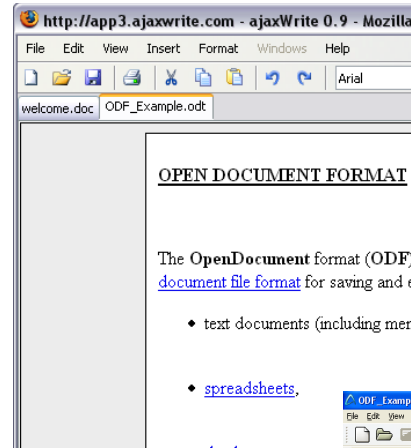 http://app3.ajaxwrite.com - ajaxWrite 0.9 - Mozilla
File Edit View Insert Format Windows Help
Arial
welcome.doc ODF_Example.odt
OPEN DOCUMENT FORMAT
The OpenDocument format (ODF)
document file format for saving and e
• text documents (including mem
• spreadsheets,
ODF_Examp
File Edit View